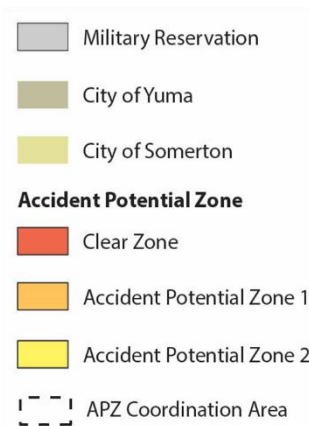 Military Reservation
City of Yuma
City of Somerton
Accident Potential Zone
Clear Zone
Accident Potential Zone 1
Accident Potential Zone 2
APZ Coordination Area